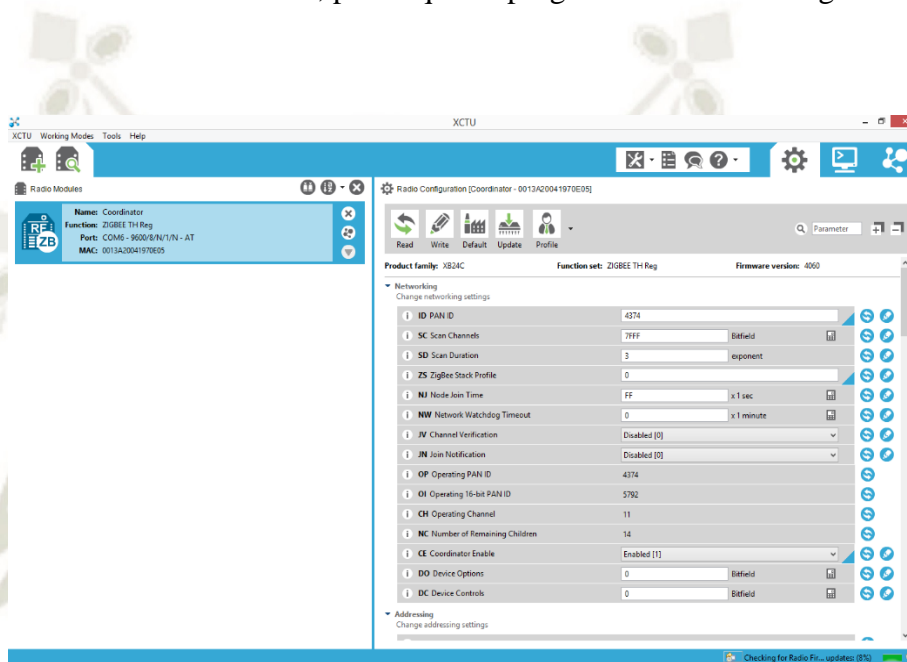 XCTU
XCTU Working Modes Tools Help
Radio Modules
Radio Configuration [Coordinator - 0013A20041970E05]
Name: Coordinator
Function: ZIGBEE TH Reg
Port: COM6 - 9600/8/N/1/N - AT
MAC: 0013A20041970E05
Read Write Default Update Profile
Parameter
Product family: XB24C Function set: ZIGBEE TH Reg Firmware version: 4060
Networking
Change networking settings
i ID PAN ID 4374
i SC Scan Channels 7FFF Bitfield
i SD Scan Duration 3 exponent
i ZS ZigBee Stack Profile 0
i NJ Node Join Time FF x 1 sec
i NW Network Watchdog Timeout 0 x 1 minute
i JV Channel Verification Disabled [0]
i JN Join Notification Disabled [0]
i OP Operating PAN ID 4374
i OI Operating 16-bit PAN ID 5792
i CH Operating Channel 11
i NC Number of Remaining Children 14
i CE Coordinator Enable Enabled [1]
i DO Device Options 0 Bitfield
i DC Device Controls 0 Bitfield
Addressing
Change addressing settings
Checking for Radio Fir... updates: (8%)